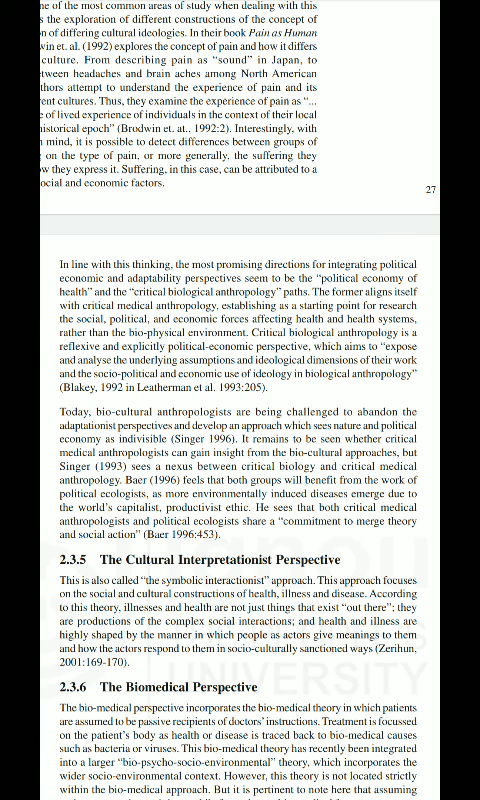 ne of the most common areas of study when dealing with this
s the exploration of different constructions of the concept of
n of differing cultural ideologies. In their book Pain as Human
win et. al. (1992) explores the concept of pain and how it differs
culture. From describing pain as “sound” in Japan, to
tween headaches and brain aches among North American
thors attempt to understand the experience of pain and its
rent cultures. Thus, they examine the experience of pain as “...
e of lived experience of individuals in the context of their local
historical epoch” (Brodwin et. at., 1992:2). Interestingly, with
n mind, it is possible to detect differences between groups of
on the type of pain, or more generally, the suffering they
w they express it. Suffering, in this case, can be attributed to a
ocial and economic factors.
27
In line with this thinking, the most promising directions for integrating political
economic and adaptability perspectives seem to be the “political economy of
health” and the “critical biological anthropology” paths. The former aligns itself
with critical medical anthropology, establishing as a starting point for research
the social, political, and economic forces affecting health and health systems,
rather than the bio-physical environment. Critical biological anthropology is a
reflexive and explicitly political-economic perspective, which aims to “expose
and analyse the underlying assumptions and ideological dimensions of their work
and the socio-political and economic use of ideology in biological anthropology”
(Blakey, 1992 in Leatherman et al. 1993:205).
Today, bio-cultural anthropologists are being challenged to abandon the
adaptationist perspectives and develop an approach which sees nature and political
economy as indivisible (Singer 1996). It remains to be seen whether critical
medical anthropologists can gain insight from the bio-cultural approaches, but
Singer (1993) sees a nexus between critical biology and critical medical
anthropology. Baer (1996) feels that both groups will benefit from the work of
political ecologists, as more environmentally induced diseases emerge due to
the world’s capitalist, productivist ethic. He sees that both critical medical
anthropologists and political ecologists share a “commitment to merge theory
and social action” (Baer 1996:453).
2.3.5 The Cultural Interpretationist Perspective
This is also called “the symbolic interactionist” approach. This approach focuses
on the social and cultural constructions of health, illness and disease. According
to this theory, illnesses and health are not just things that exist “out there”; they
are productions of the complex social interactions; and health and illness are
highly shaped by the manner in which people as actors give meanings to them
and how the actors respond to them in socio-culturally sanctioned ways (Zerihun,
2001:169-170).
UNIVERSITY
2.3.6 The Biomedical Perspective
The bio-medical perspective incorporates the bio-medical theory in which patients
are assumed to be passive recipients of doctors’ instructions. Treatment is focussed
on the patient’s body as health or disease is traced back to bio-medical causes
such as bacteria or viruses. This bio-medical theory has recently been integrated
into a larger “bio-psycho-socio-environmental” theory, which incorporates the
wider socio-environmental context. However, this theory is not located strictly
within the bio-medical approach. But it is pertinent to note here that assuming